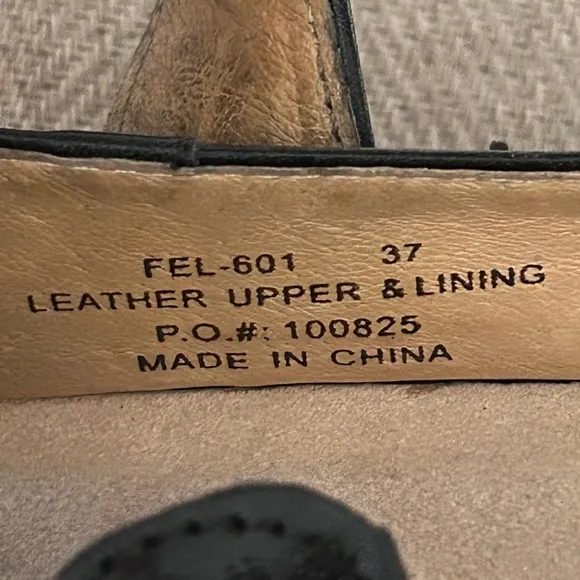 FEL-601 37
LEATHER UPPER & LINING
P.O.#: 100825
MADE IN CHINA